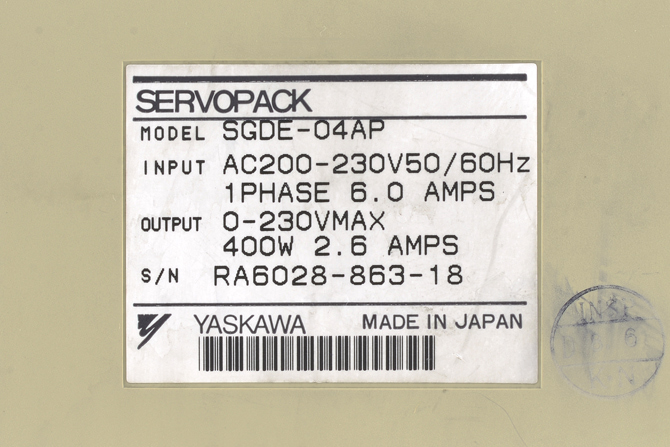 SERVOPACK
MODEL SGDE-04AP
INPUT AC200-230V50/60Hz
1PHASE 6.0 AMPS
OUTPUT 0-230VMAX
400W 2.6 AMPS
S/N RA6028-863-18
YASKAWA MADE IN JAPAN